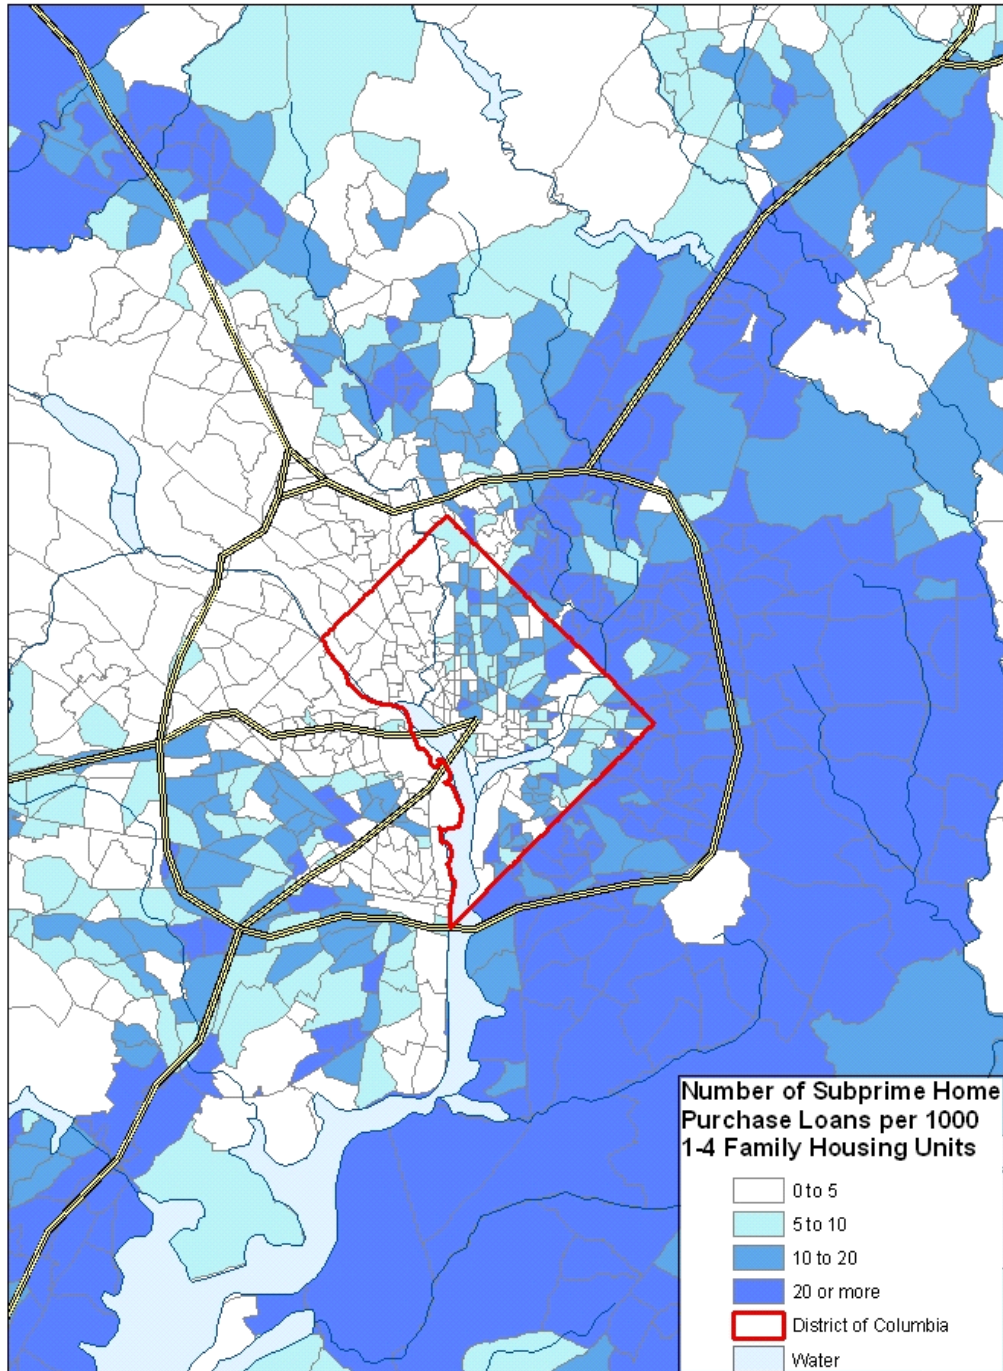 Number of Subprime Home
Purchase Loans per 1000
1-4 Family Housing Units
0 to 5
5 to 10
10 to 20
20 or more
District of Columbia
Water